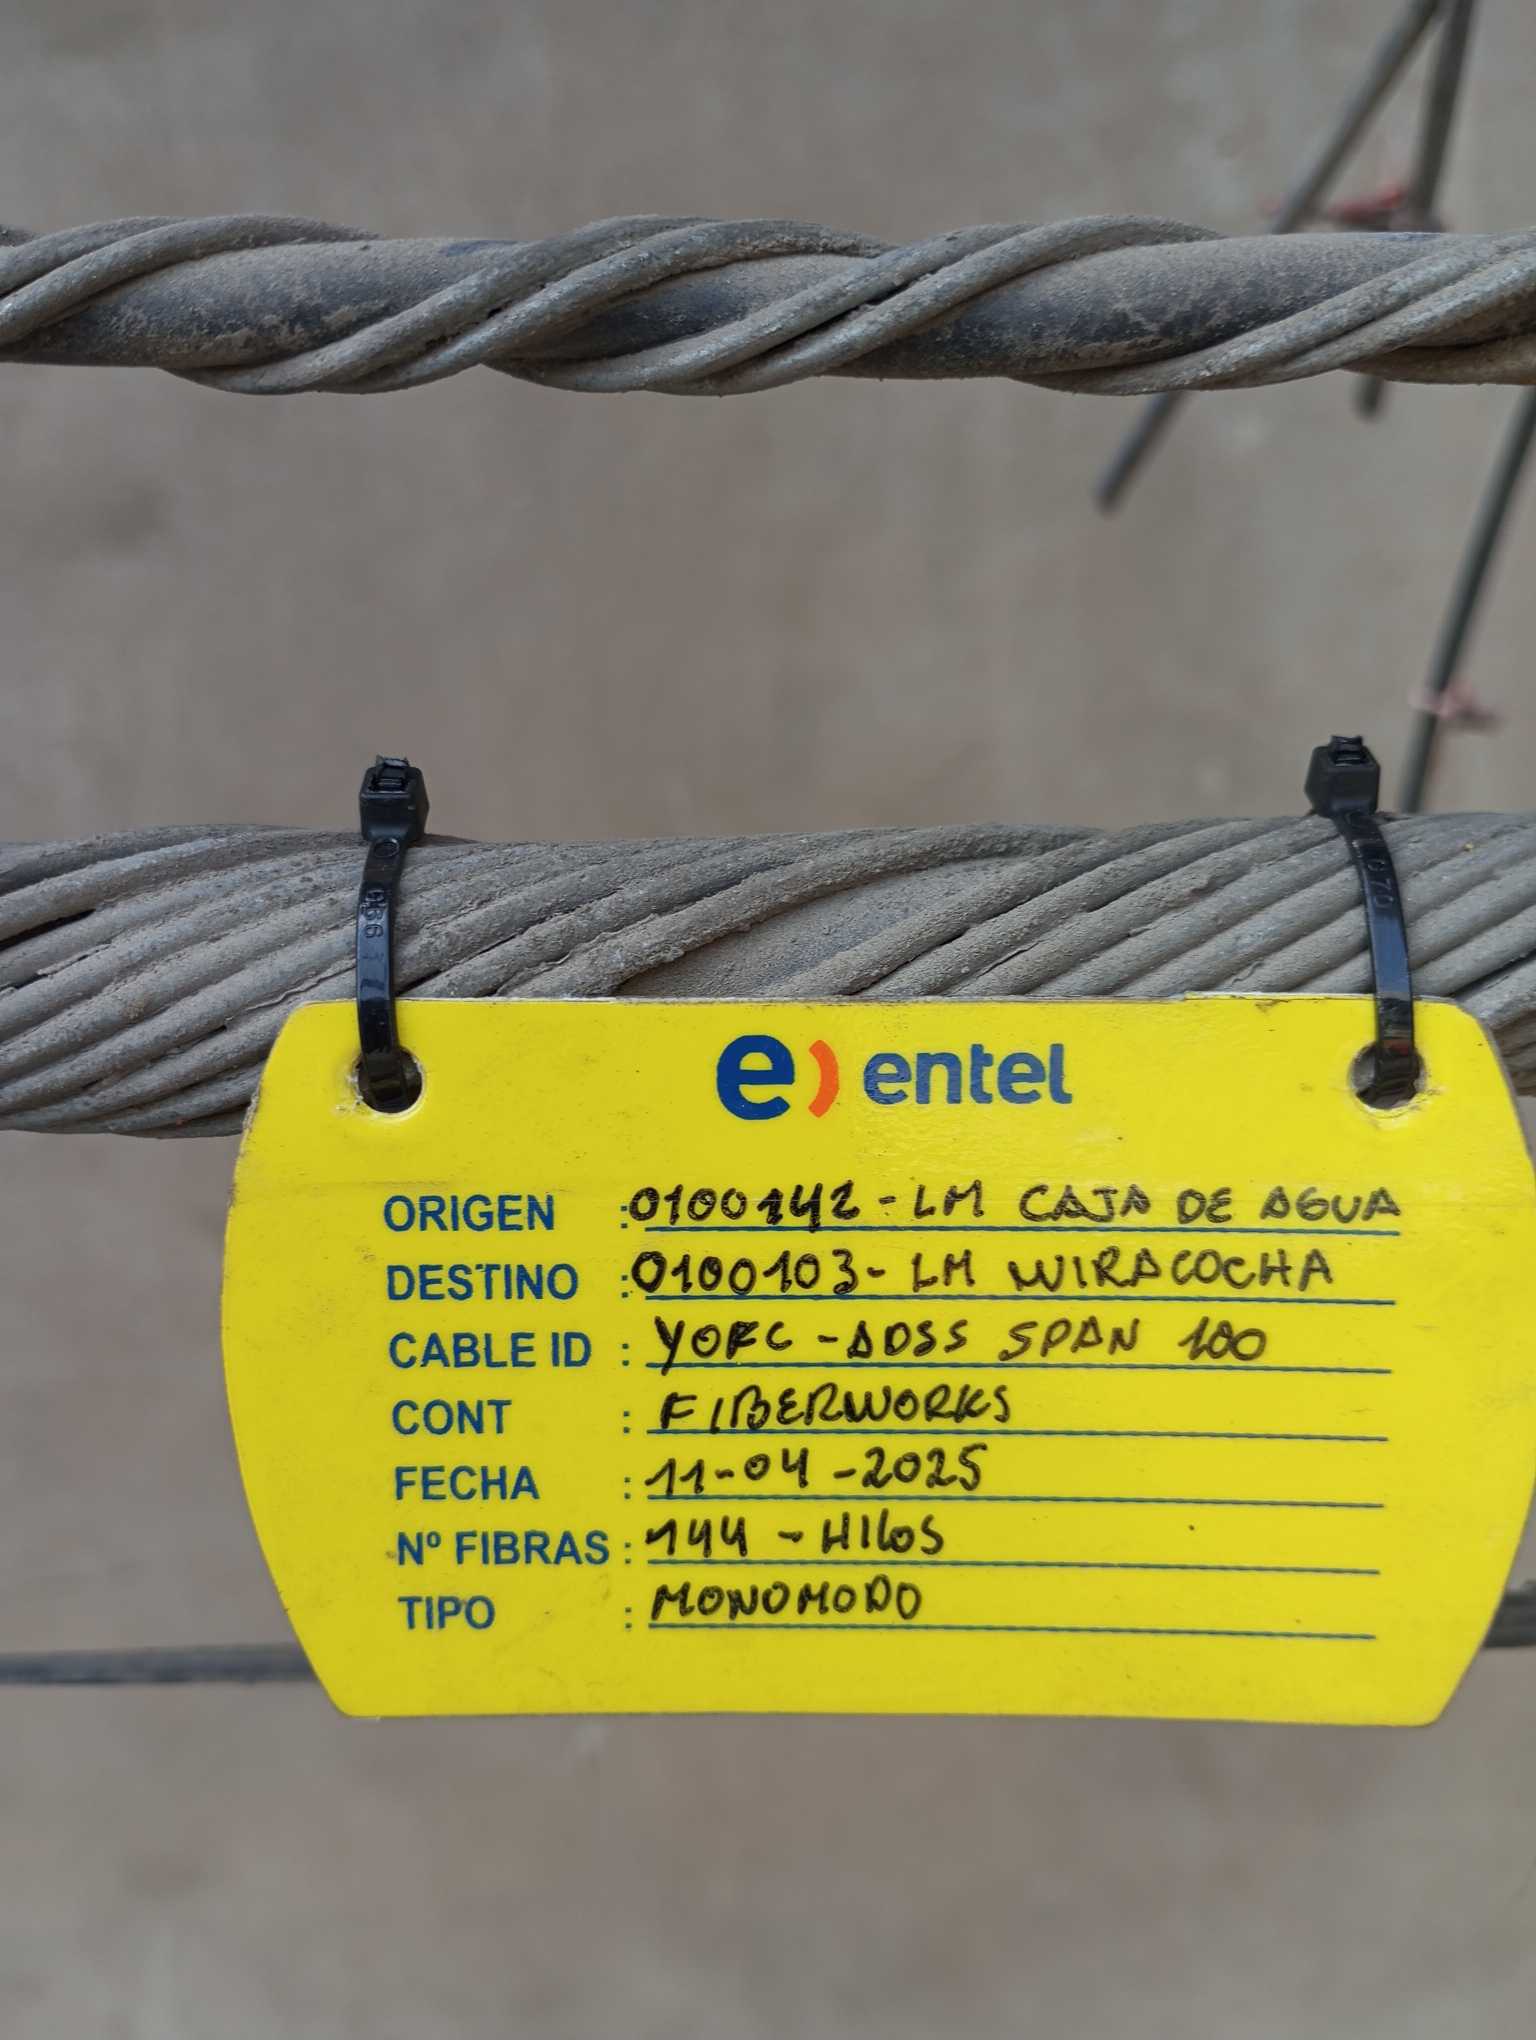 e) entel
ORIGEN : 0100142 - LM CAJA DE AGUA
DESTINO : 0100103 - LM WIRACOCHA
CABLE ID : YOFC - ADSS SPAN 100
CONT : FIBERWORKS
FECHA : 11-04-2025
Nº FIBRAS : 144 - HILOS
TIPO : MONOMODO